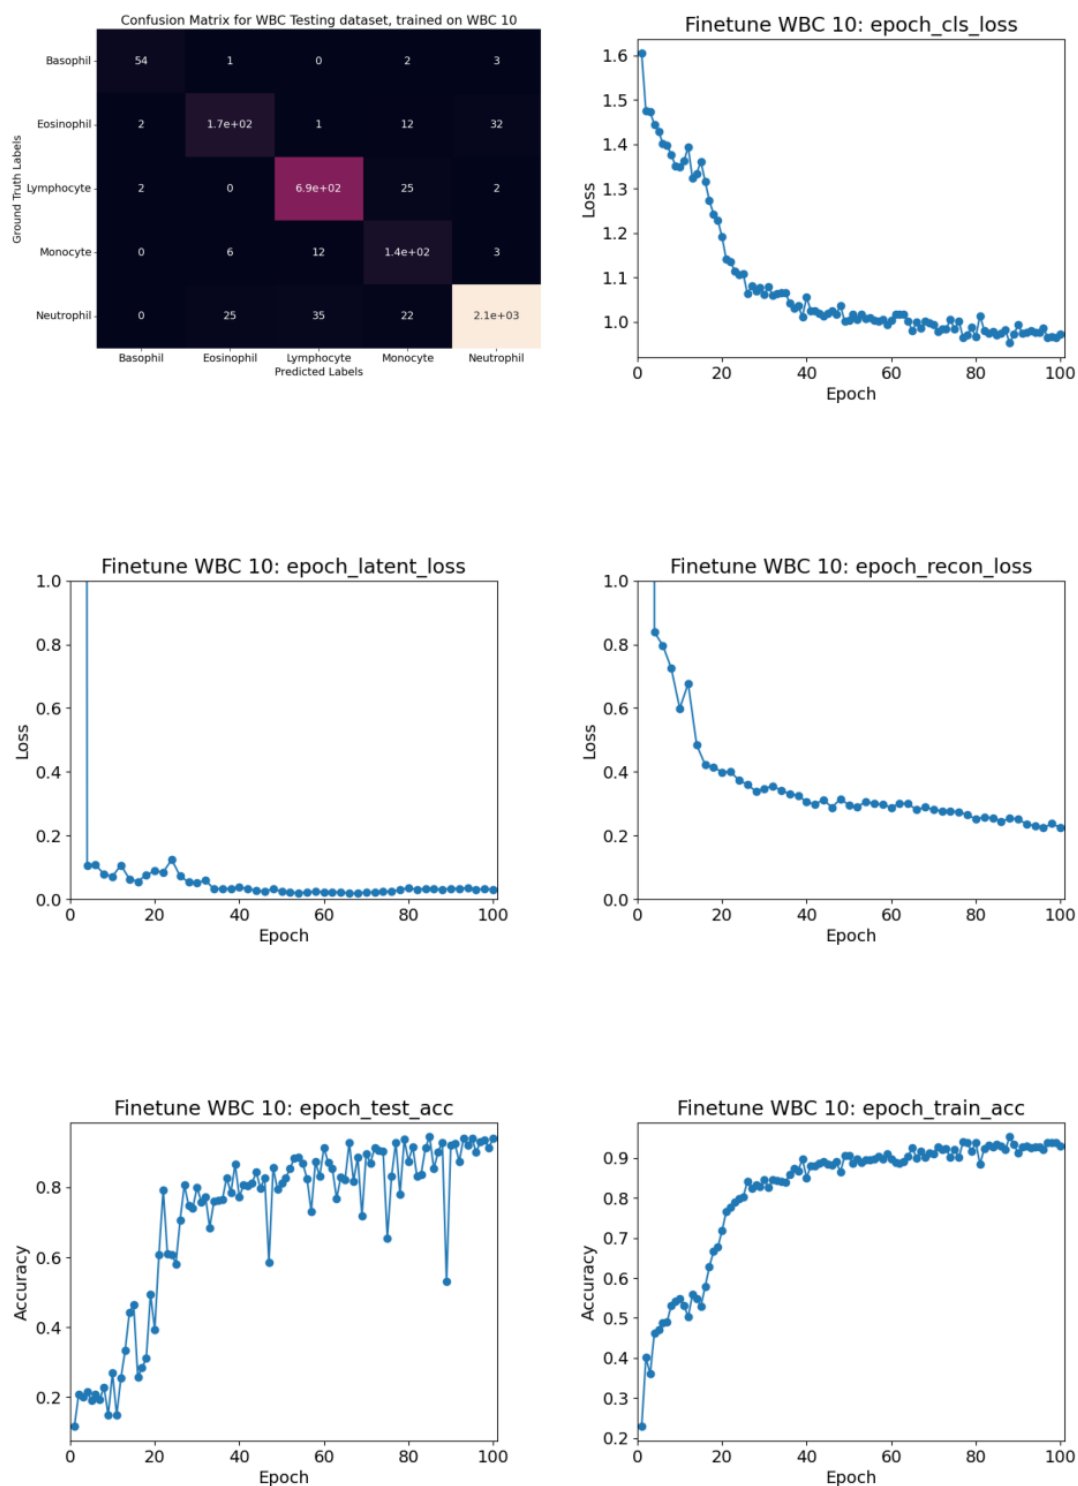 Confusion Matrix for WBC Testing dataset, trained on WBC 10
Ground Truth Labels
Basophil 54 1 0 2 3
Eosinophil 2 1.7e+02 1 12 32
Lymphocyte 2 0 6.9e+02 25 2
Monocyte 0 6 12 1.4e+02 3
Neutrophil 0 25 35 22 2.1e+03
Basophil Eosinophil Lymphocyte Monocyte Neutrophil
Predicted Labels
Finetune WBC 10: epoch_cls_loss
Loss
1.6
1.5
1.4
1.3
1.2
1.1
1.0
0 20 40 60 80 100
Epoch
Finetune WBC 10: epoch_latent_loss
Loss
1.0
0.8
0.6
0.4
0.2
0.0
0 20 40 60 80 100
Epoch
Finetune WBC 10: epoch_recon_loss
Loss
1.0
0.8
0.6
0.4
0.2
0.0
0 20 40 60 80 100
Epoch
Finetune WBC 10: epoch_test_acc
Accuracy
0.8
0.6
0.4
0.2
0 20 40 60 80 100
Epoch
Finetune WBC 10: epoch_train_acc
Accuracy
0.9
0.8
0.7
0.6
0.5
0.4
0.3
0.2
0 20 40 60 80 100
Epoch